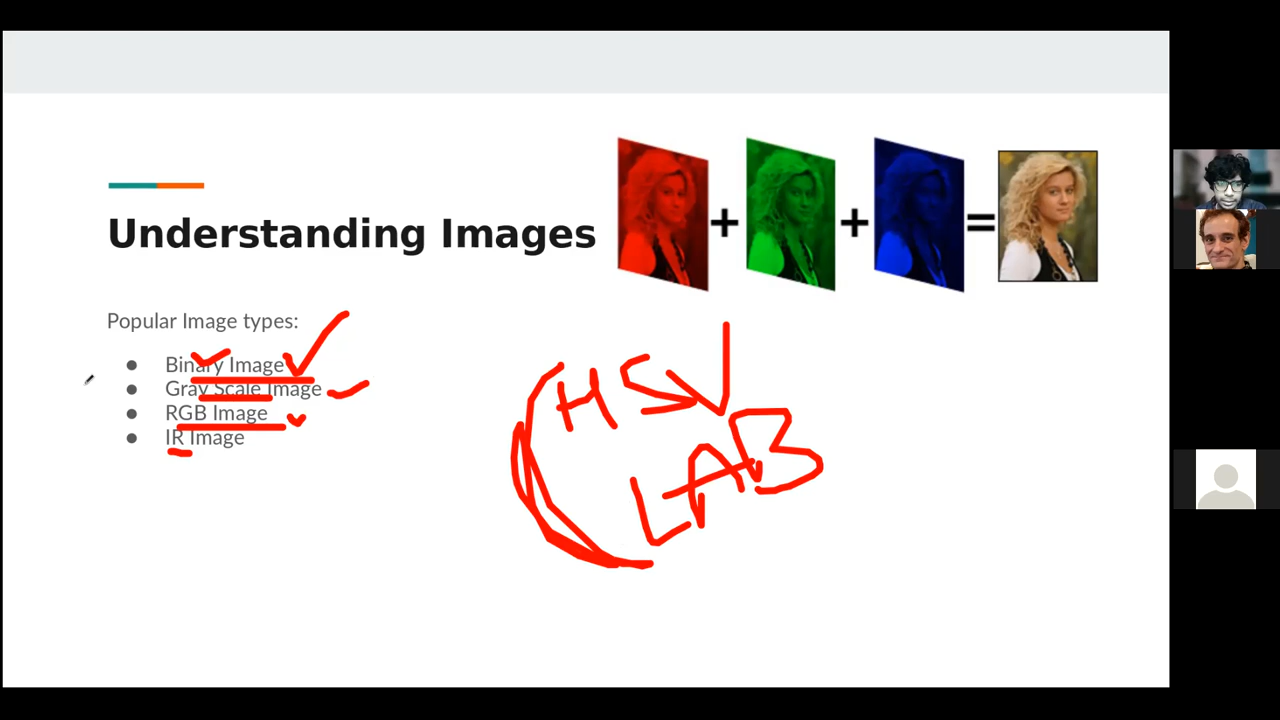 + + =
Understanding Images
Popular Image types:
● Binary Image
● Gray Scale Image
● RGB Image
● IR Image
HSV
LAB